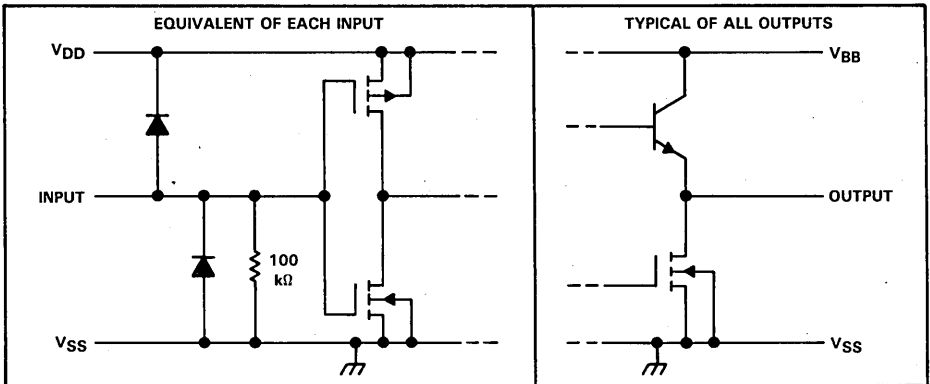 EQUIVALENT OF EACH INPUT
VDD
INPUT
100
kΩ
VSS
TYPICAL OF ALL OUTPUTS
VBB
OUTPUT
VSS